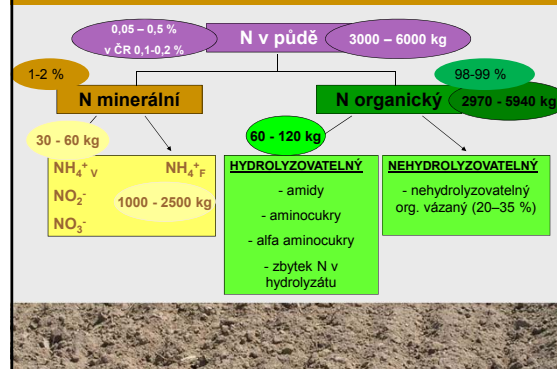 0,05 – 0,5 %
v ČR 0,1-0,2 %
N v půdě
3000 – 6000 kg
1-2 %
98-99 %
N minerální
N organický
2970 - 5940 kg
30 - 60 kg
60 - 120 kg
NH₄⁺ V
NH₄⁺ F
NO₂⁻
1000 - 2500 kg
NO₃⁻
HYDROLYZOVATELNÝ
- amidy
- aminocukry
- alfa aminocukry
- zbytek N v
hydrolyzátu
NEHYDROLYZOVATELNÝ
- nehydrolyzovatelný
org. vázaný (20–35 %)